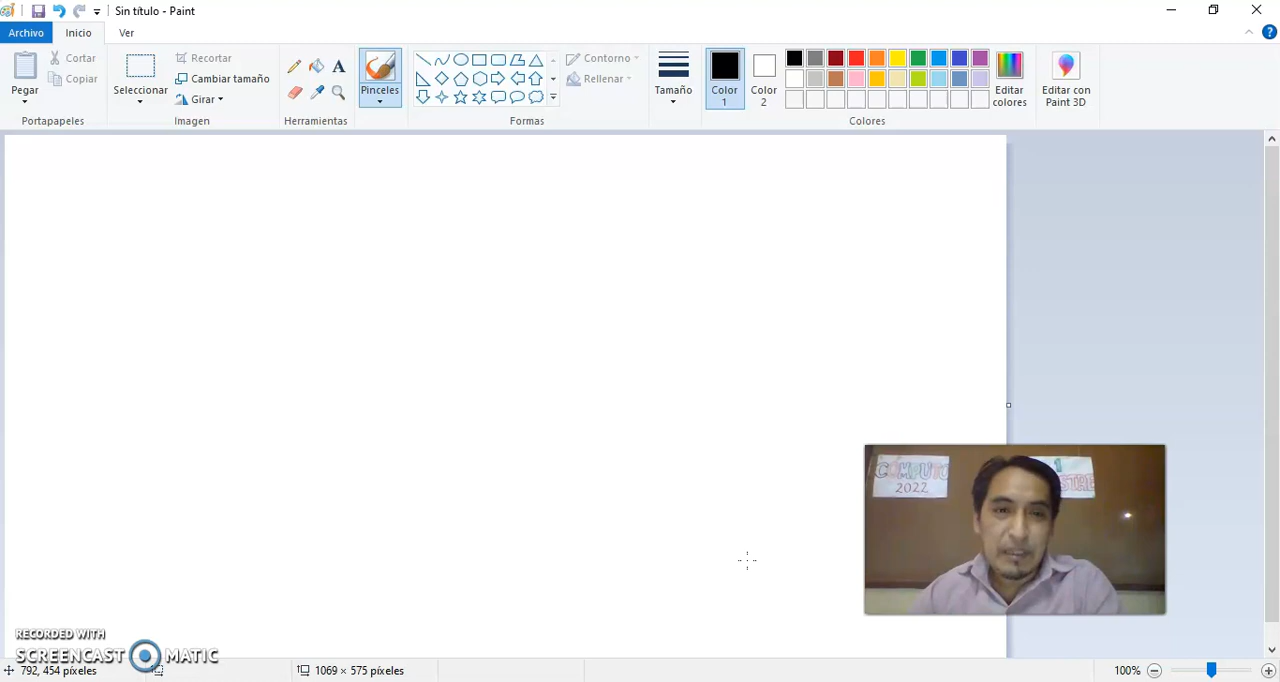 Sin título - Paint
Archivo Inicio Ver
Pegar
Cortar
Copiar
Portapapeles
Seleccionar
Recortar
Cambiar tamaño
Girar
Imagen
A
Herramientas
Pinceles
Contorno
Rellenar
Formas
Tamaño
Color 1
Color 2
Editar colores
Colores
Editar con Paint 3D
CÓMPUTO
2022
1
RECORDED WITH
SCREENCAST MATIC
792, 454 píxeles
1069 × 575 píxeles
100%